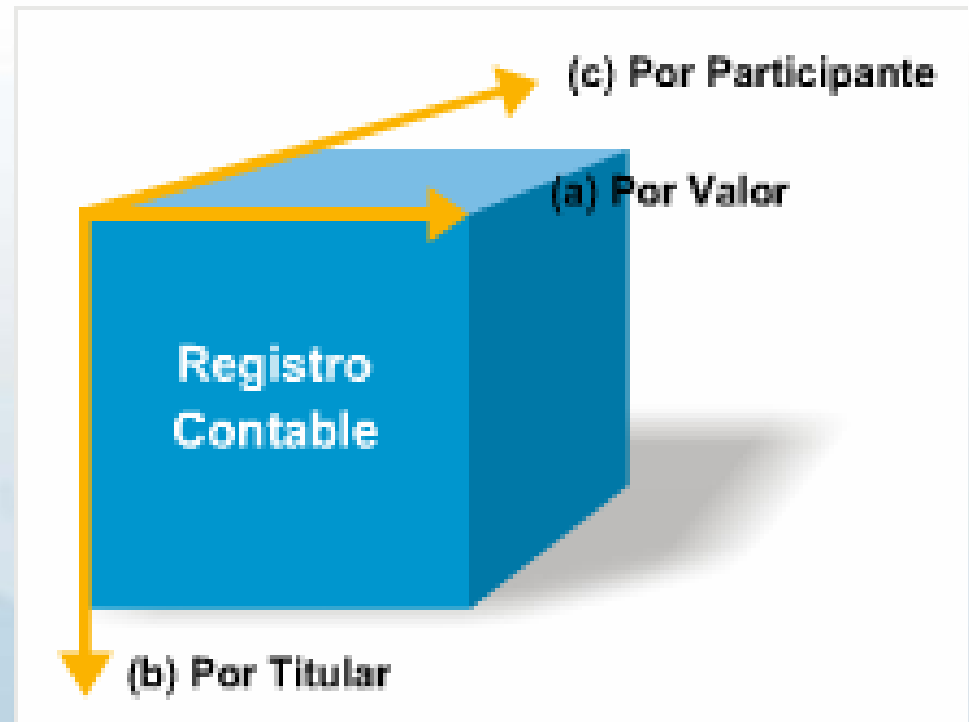 (c) Por Participante
(a) Por Valor
Registro
Contable
(b) Por Titular